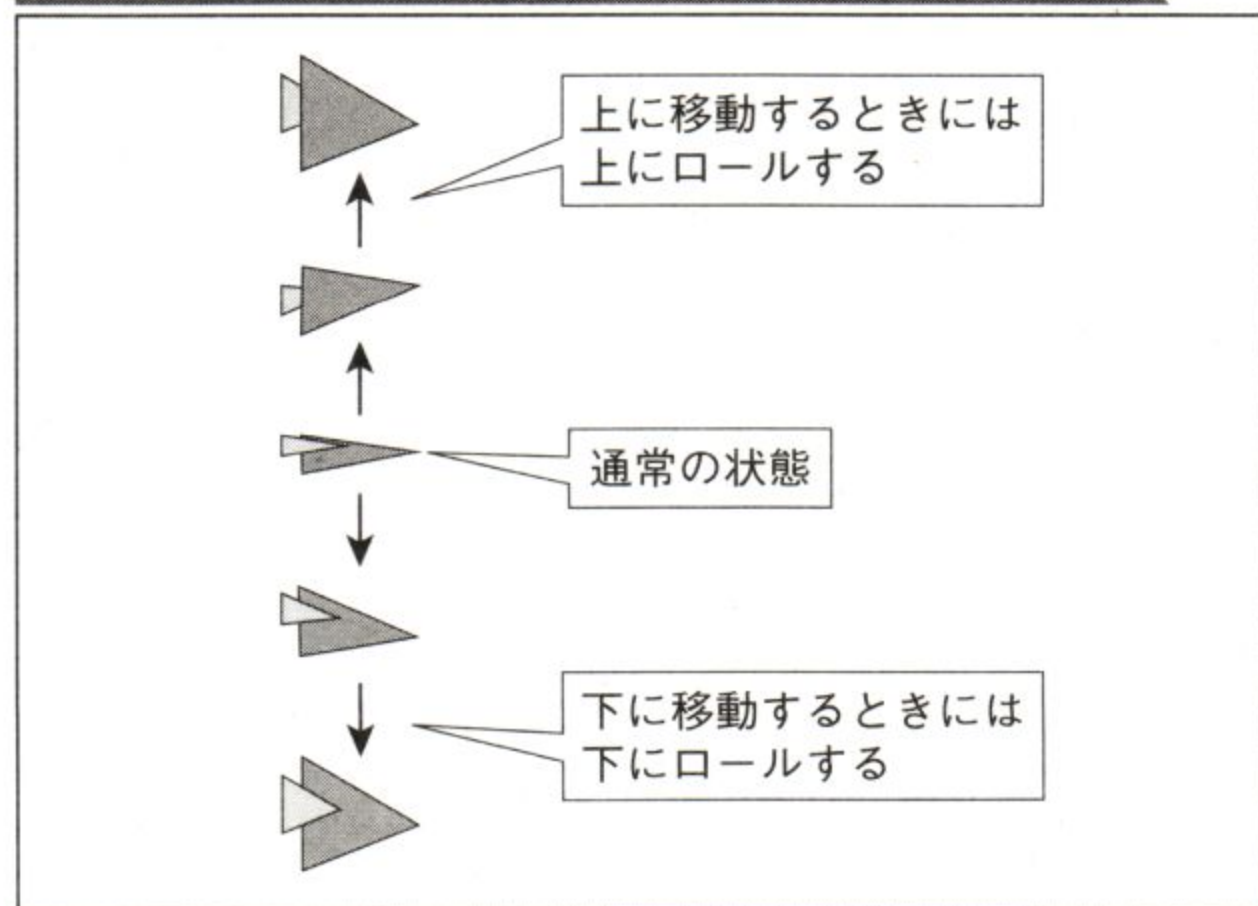 上に移動するときには
上にロールする
通常の状態
下に移動するときには
下にロールする